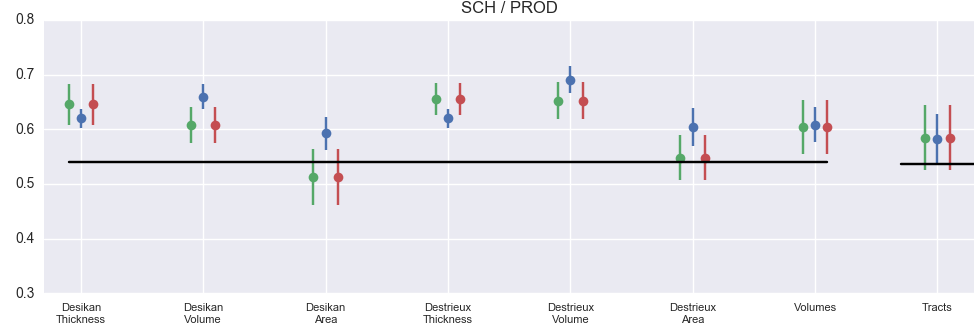 SCH / PROD
0.8
0.7
0.6
0.5
0.4
0.3
Desikan
Thickness
Desikan
Volume
Desikan
Area
Destrieux
Thickness
Destrieux
Volume
Destrieux
Area
Volumes
Tracts